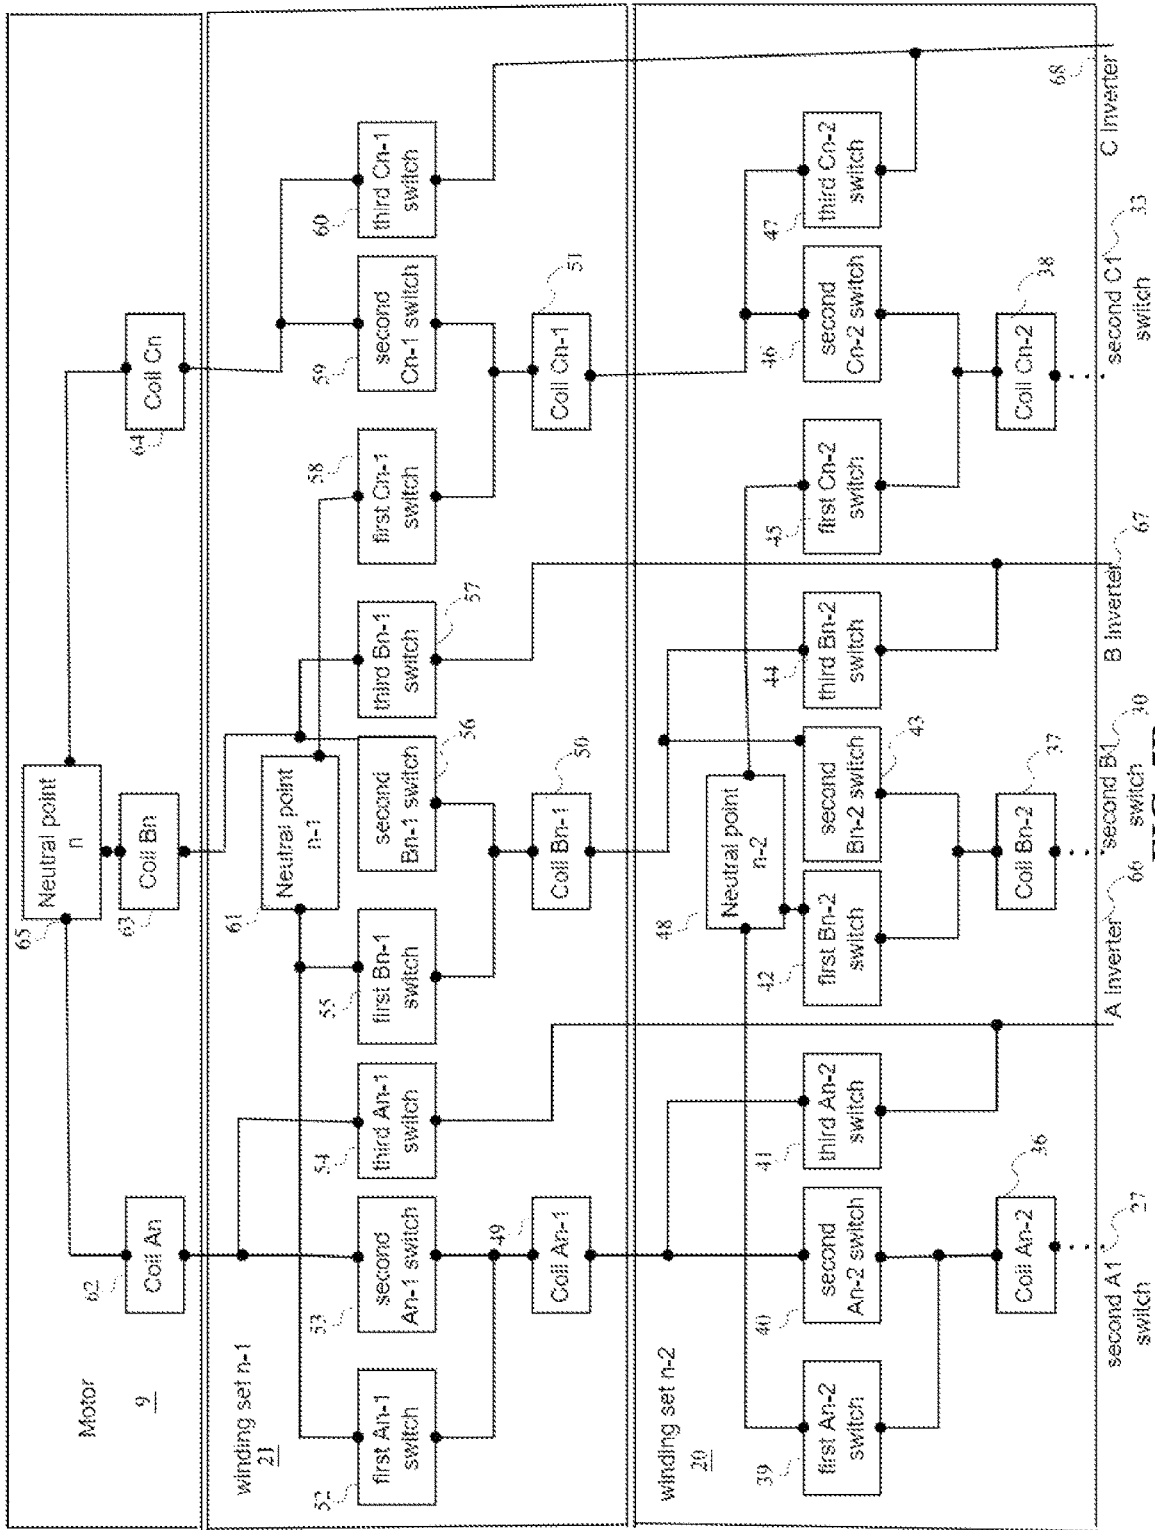 Motor
9
62
Coil An
65
Neutral point
n
63
Coil Bn
64
Coil Cn
winding set n-1
21
52
first An-1
switch
53
second
An-1 switch
54
third An-1
switch
55
first Bn-1
switch
61
Neutral point
n-1
second
Bn-1 switch
56
third Bn-1
switch
57
58
first Cn-1
switch
59
second
Cn-1 switch
60
third Cn-1
switch
49
Coil An-1
Coil Bn-1
50
Coil Cn-1
51
winding set n-2
20
39
first An-2
switch
40
second
An-2 switch
41
third An-2
switch
42
first Bn-2
switch
48
Neutral point
n-2
second
Bn-2 switch
43
44
third Bn-2
switch
45
first Cn-2
switch
46
second
Cn-2 switch
47
third Cn-2
switch
Coil An-2
36
Coil Bn-2
37
Coil Cn-2
38
second A1
switch
27
A Inverter
66
second B1
switch
30
B Inverter
67
second C1
switch
33
C Inverter
68